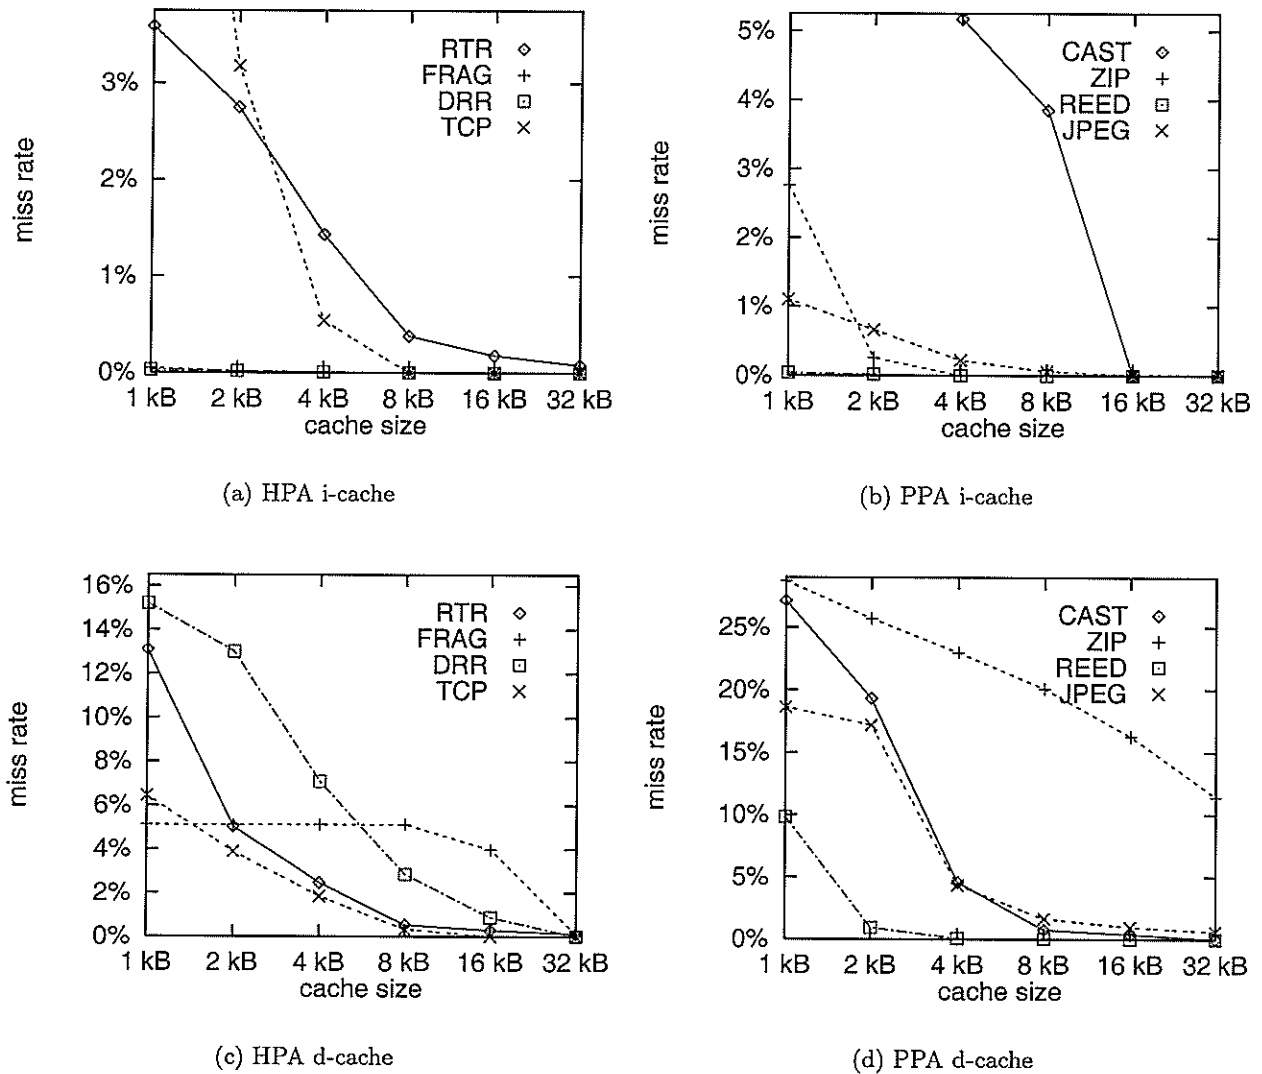 3%
2%
1%
0%
miss rate
RTR
FRAG
DRR
TCP
1 kB 2 kB 4 kB 8 kB 16 kB 32 kB
cache size
(a) HPA i-cache
5%
4%
3%
2%
1%
0%
miss rate
CAST
ZIP
REED
JPEG
1 kB 2 kB 4 kB 8 kB 16 kB 32 kB
cache size
(b) PPA i-cache
16%
14%
12%
10%
8%
6%
4%
2%
0%
miss rate
RTR
FRAG
DRR
TCP
1 kB 2 kB 4 kB 8 kB 16 kB 32 kB
cache size
(c) HPA d-cache
25%
20%
15%
10%
5%
0%
miss rate
CAST
ZIP
REED
JPEG
1 kB 2 kB 4 kB 8 kB 16 kB 32 kB
cache size
(d) PPA d-cache